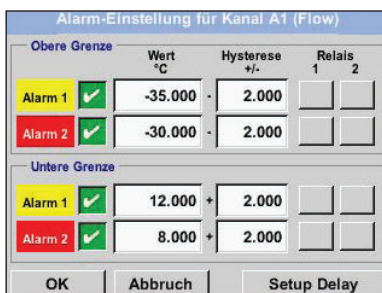 Alarm-Einstellung für Kanal A1 (Flow)
Obere Grenze
Wert Hysterese Relais
°C +/- 1 2
Alarm 1 -35.000 - 2.000
Alarm 2 -30.000 - 2.000
Untere Grenze
Alarm 1 12.000 + 2.000
Alarm 2 8.000 + 2.000
OK Abbruch Setup Delay